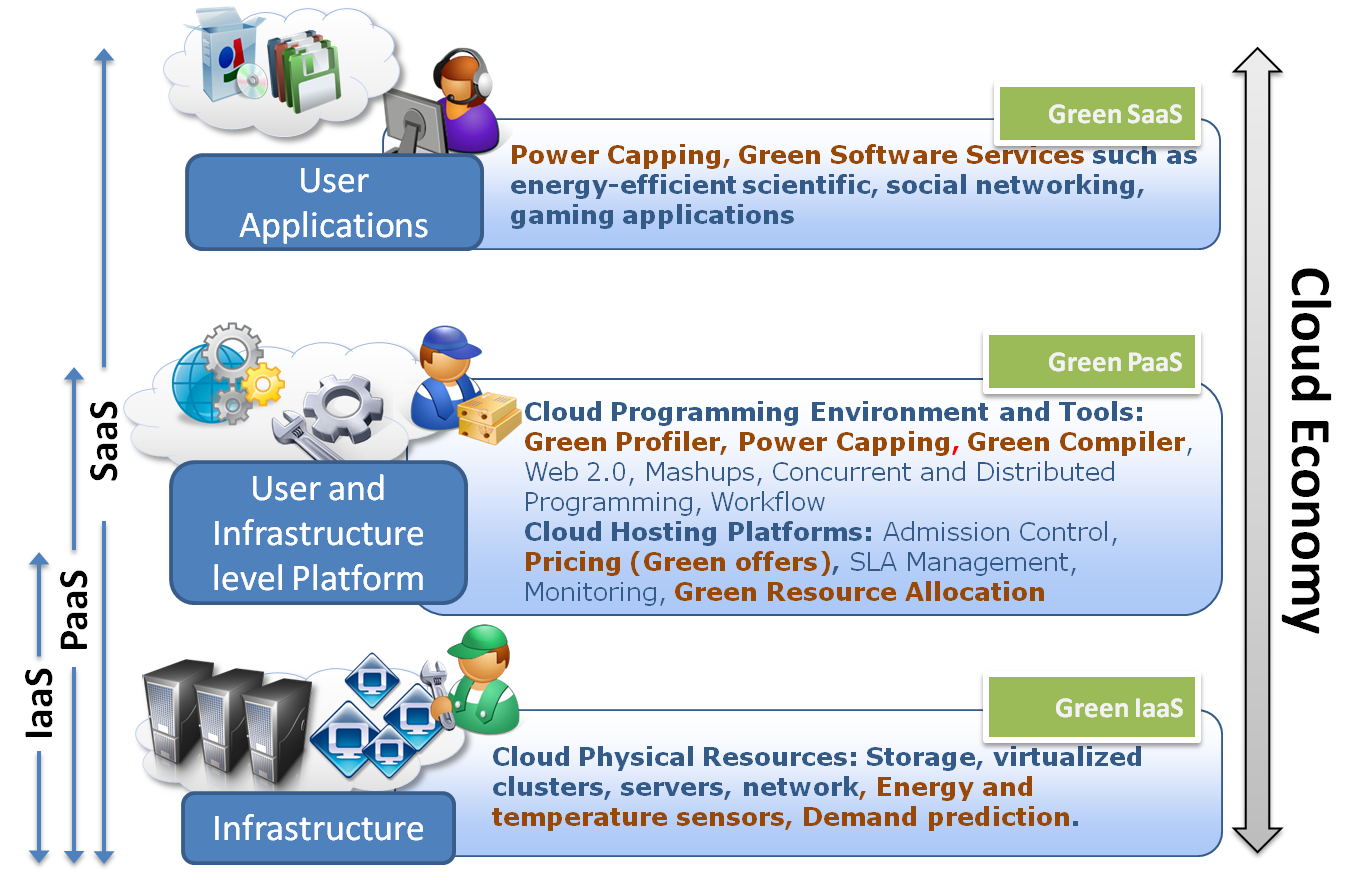 Green SaaS
User
Applications
Power Capping, Green Software Services such as
energy-efficient scientific, social networking,
gaming applications
Green PaaS
User and
Infrastructure
level Platform
Cloud Programming Environment and Tools:
Green Profiler, Power Capping, Green Compiler,
Web 2.0, Mashups, Concurrent and Distributed
Programming, Workflow
Cloud Hosting Platforms: Admission Control,
Pricing (Green offers), SLA Management,
Monitoring, Green Resource Allocation
Green IaaS
Infrastructure
Cloud Physical Resources: Storage, virtualized
clusters, servers, network, Energy and
temperature sensors, Demand prediction.
IaaS
PaaS
SaaS
Cloud Economy